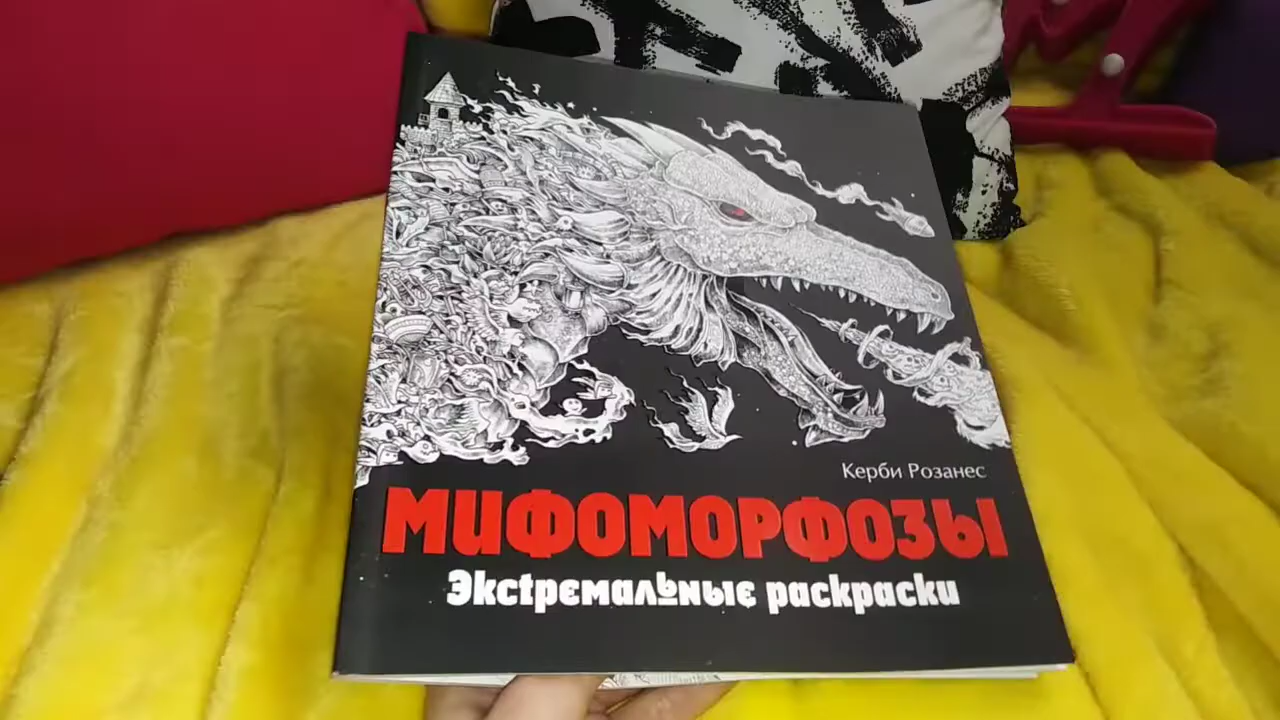 Керби Розанес
МИФОМОРФОЗЫ
Экстремальные раскраски